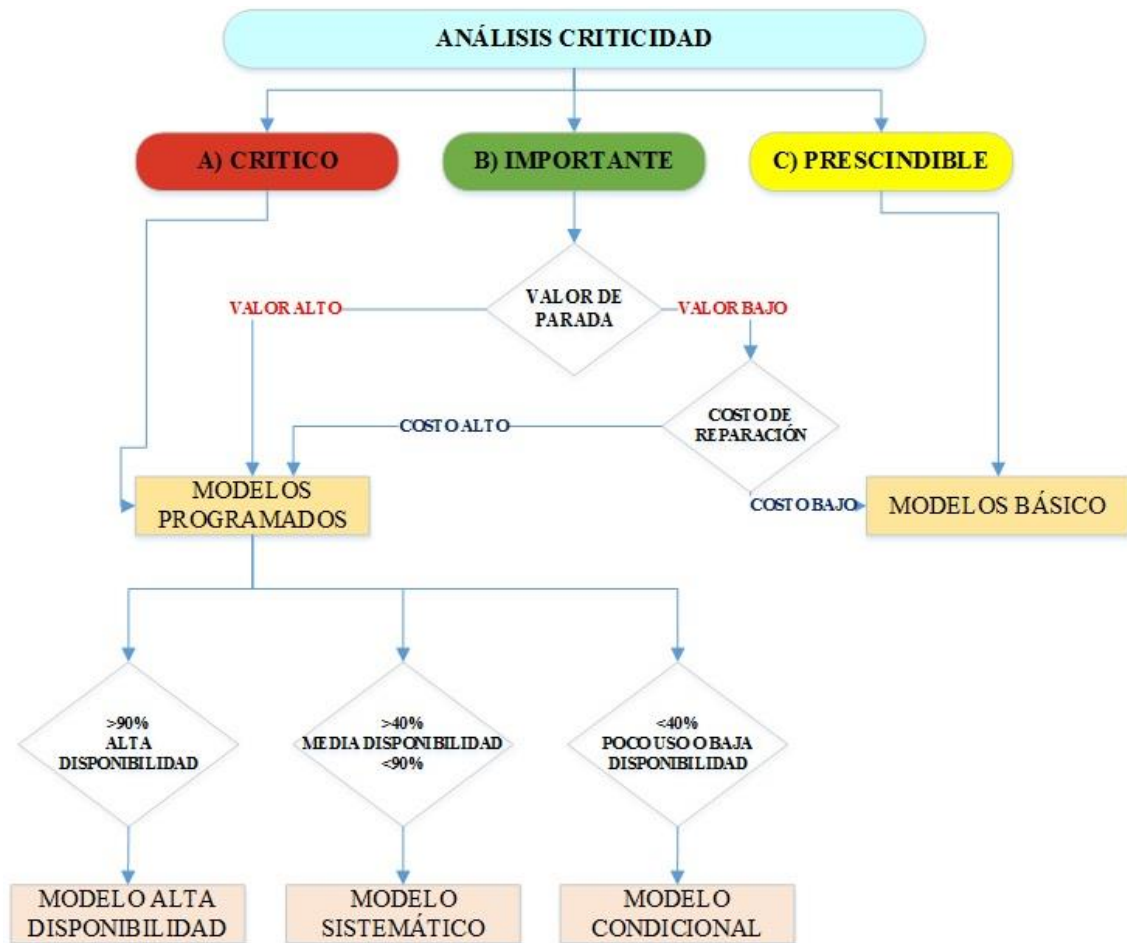 ANÁLISIS CRITICIDAD
A) CRITICO
B) IMPORTANTE
C) PRESCINDIBLE
VALOR DE
PARADA
VALOR ALTO
VALOR BAJO
COSTO DE
REPARACIÓN
COSTO ALTO
COSTO BAJO
MODELOS
PROGRAMADOS
MODELOS BÁSICO
>90%
ALTA
DISPONIBILIDAD
>40%
MEDIA DISPONIBILIDAD
<90%
<40%
POCO USO O BAJA
DISPONIBILIDAD
MODELO ALTA
DISPONIBILIDAD
MODELO
SISTEMÁTICO
MODELO
CONDICIONAL